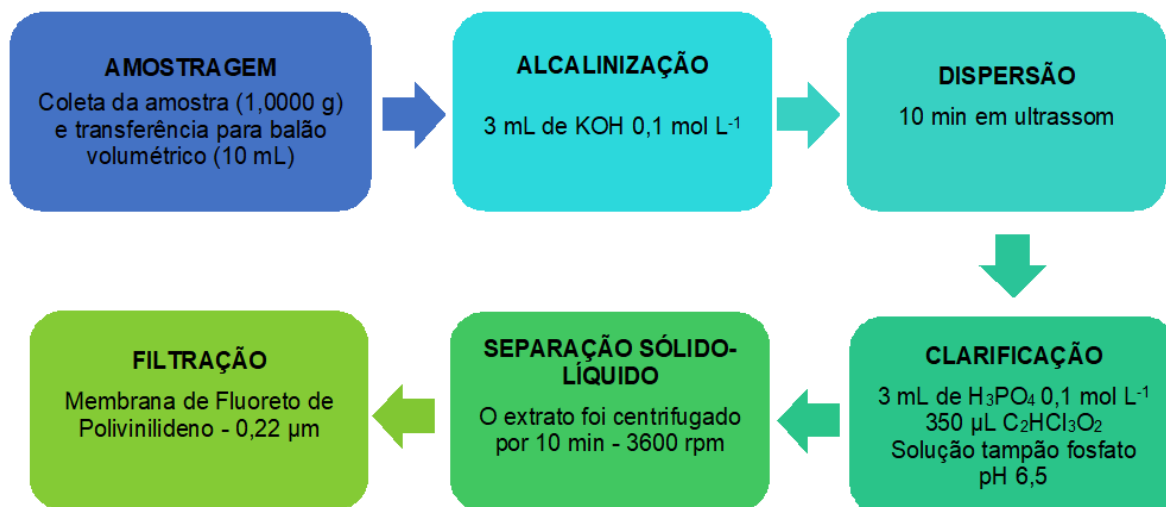 AMOSTRAGEM
Coleta da amostra (1,0000 g)
e transferência para balão
volumétrico (10 mL)
ALCALINIZAÇÃO
3 mL de KOH 0,1 mol L⁻¹
DISPERSÃO
10 min em ultrassom
CLARIFICAÇÃO
3 mL de H₃PO₄ 0,1 mol L⁻¹
350 µL C₂HCl₃O₂
Solução tampão fosfato
pH 6,5
SEPARAÇÃO SÓLIDO-
LÍQUIDO
O extrato foi centrifugado
por 10 min - 3600 rpm
FILTRAÇÃO
Membrana de Fluoreto de
Polivinilideno - 0,22 µm